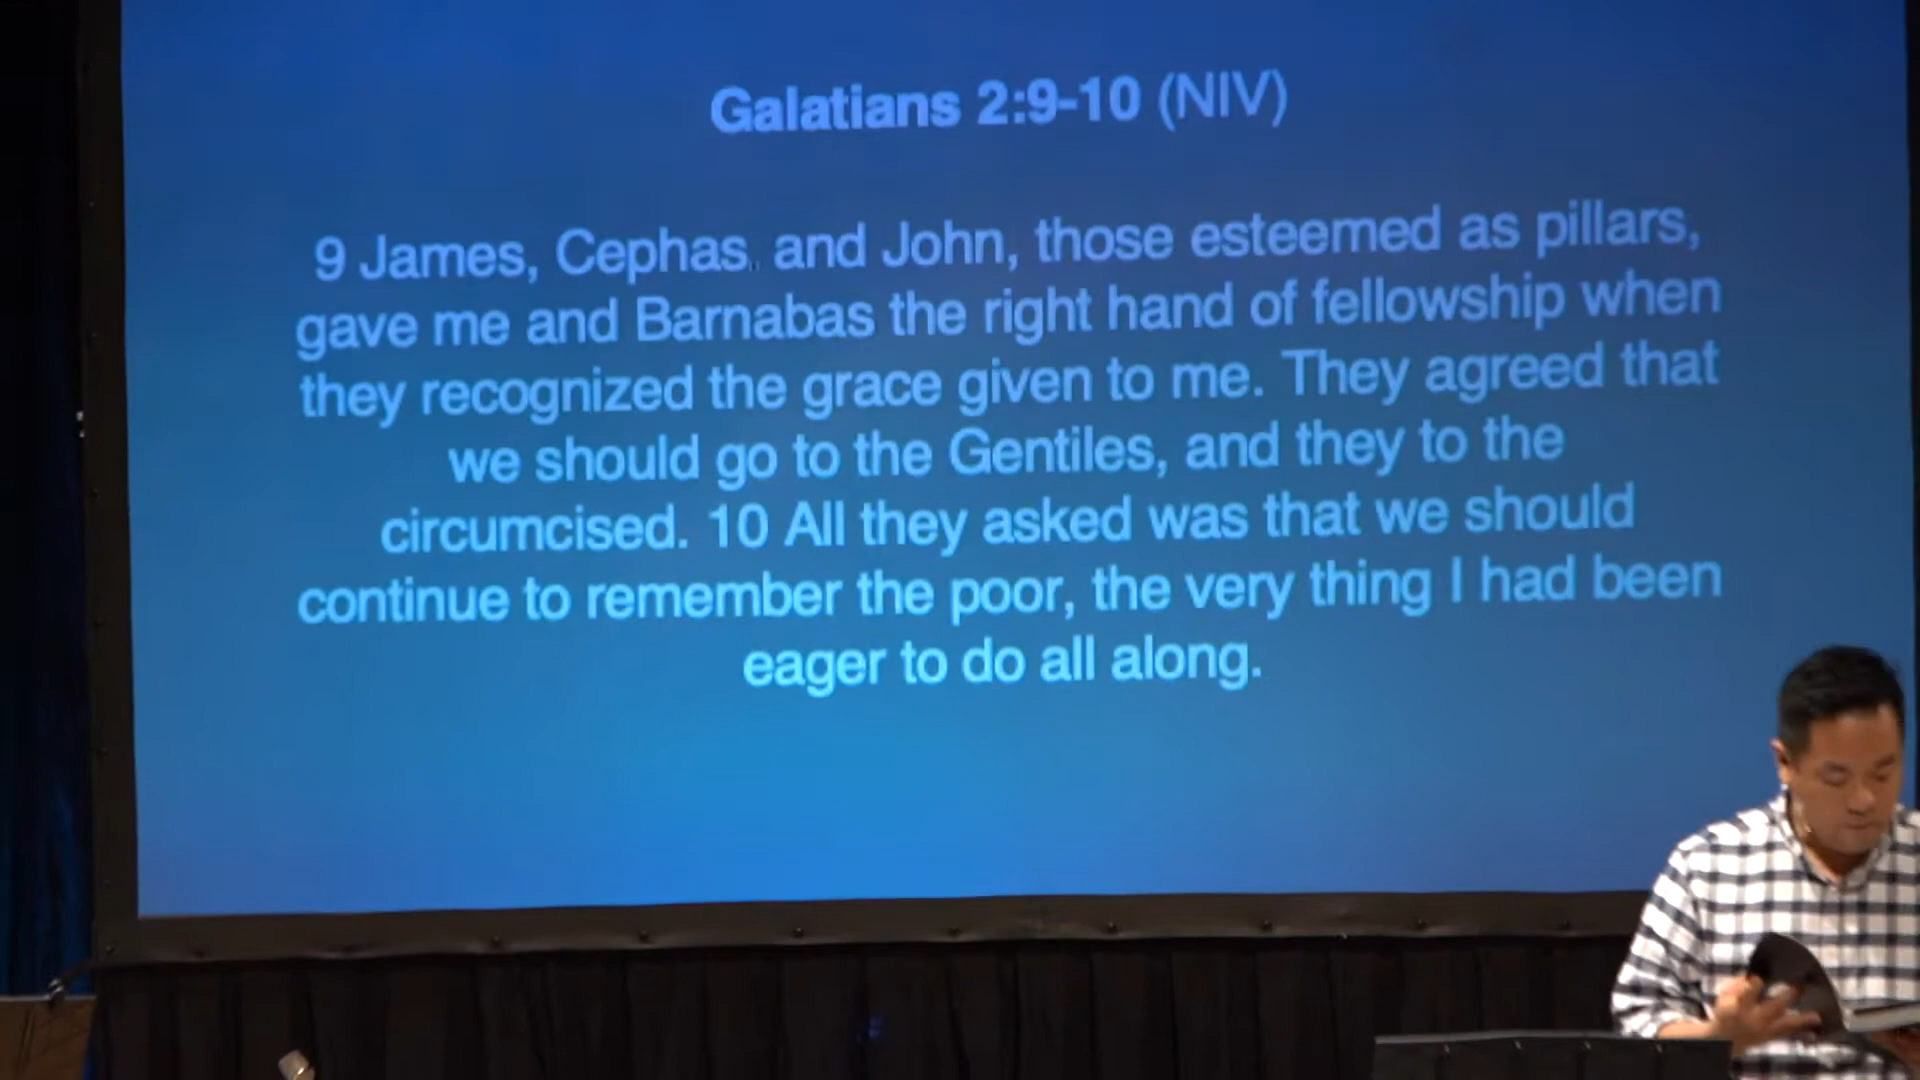 Galatians 2:9-10 (NIV)
9 James, Cephas, and John, those esteemed as pillars,
gave me and Barnabas the right hand of fellowship when
they recognized the grace given to me. They agreed that
we should go to the Gentiles, and they to the
circumcised. 10 All they asked was that we should
continue to remember the poor, the very thing I had been
eager to do all along.